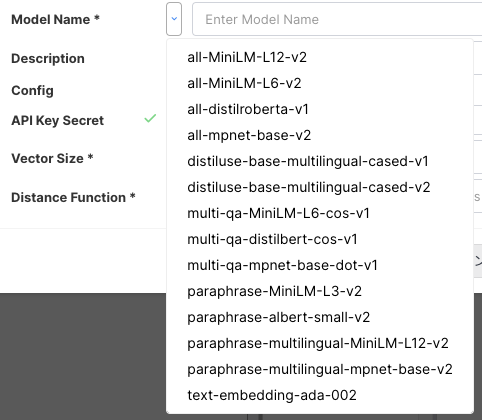 Model Name *
Enter Model Name
Description
Config
API Key Secret
Vector Size *
Distance Function *
all-MiniLM-L12-v2
all-MiniLM-L6-v2
all-distilroberta-v1
all-mpnet-base-v2
distiluse-base-multilingual-cased-v1
distiluse-base-multilingual-cased-v2
multi-qa-MiniLM-L6-cos-v1
multi-qa-distilbert-cos-v1
multi-qa-mpnet-base-dot-v1
paraphrase-MiniLM-L3-v2
paraphrase-albert-small-v2
paraphrase-multilingual-MiniLM-L12-v2
paraphrase-multilingual-mpnet-base-v2
text-embedding-ada-002